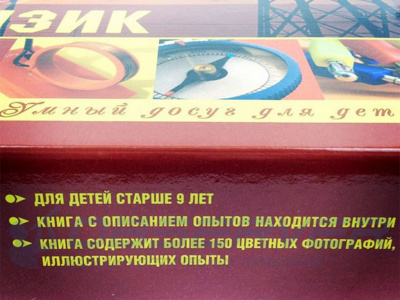 ЗИК
Умный досуг для дет
ДЛЯ ДЕТЕЙ СТАРШЕ 9 ЛЕТ
КНИГА С ОПИСАНИЕМ ОПЫТОВ НАХОДИТСЯ ВНУТРИ
КНИГА СОДЕРЖИТ БОЛЕЕ 150 ЦВЕТНЫХ ФОТОГРАФИЙ,
ИЛЛЮСТРИРУЮЩИХ ОПЫТЫ